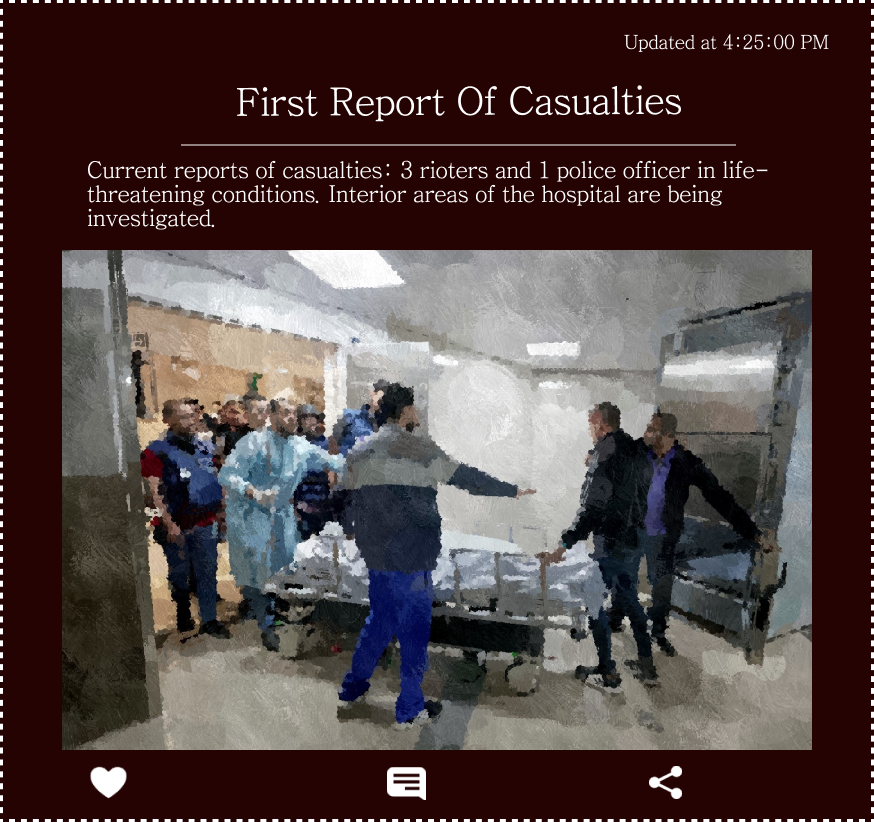 Updated at 4:25:00 PM
First Report Of Casualties
Current reports of casualties: 3 rioters and 1 police officer in life-
threatening conditions. Interior areas of the hospital are being
investigated.